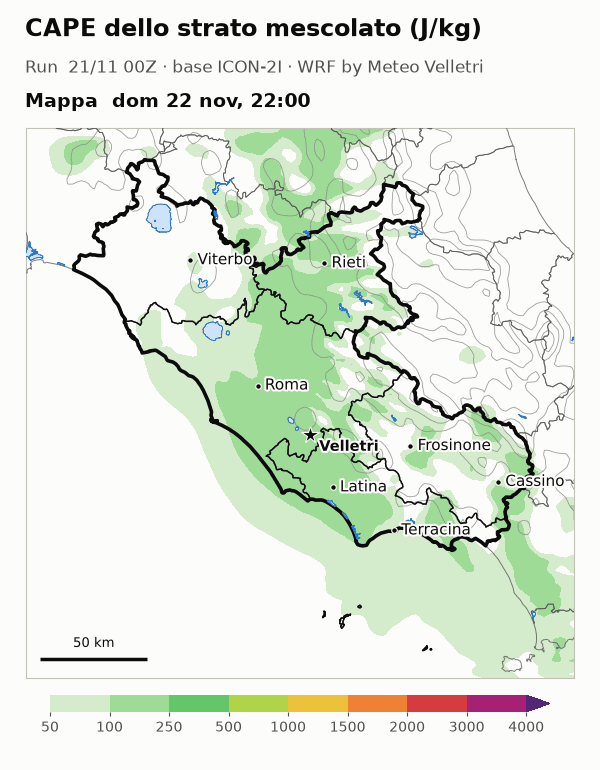 CAPE dello strato mescolato (J/kg)
Run 21/11 00Z · base ICON-2I · WRF by Meteo Velletri
Mappa dom 22 nov, 22:00
Viterbo
Rieti
Roma
Velletri
Frosinone
Latina
Cassino
Terracina
50 km
50 100 250 500 1000 1500 2000 3000 4000